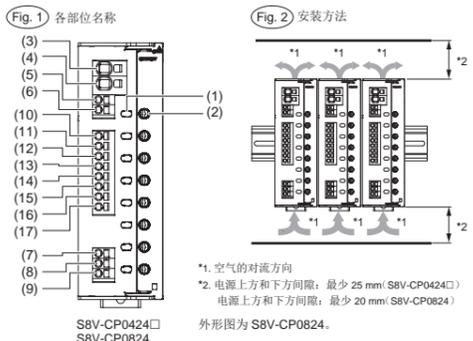 Fig. 1 各部位名称
(3)
(4)
(5)
(6)
(10)
(11)
(12)
(13)
(14)
(15)
(16)
(17)
(7)
(8)
(9)
(1)
(2)
S8V-CP0424□
S8V-CP0824
Fig. 2 安装方法
*1 *1 *1
*2
*1 *1 *1
*2
*1. 空气的对流方向
*2. 电源上方和下方间隙：最少 25 mm（S8V-CP0424□）
电源上方和下方间隙：最少 20 mm（S8V-CP0824）
外形图为 S8V-CP0824。